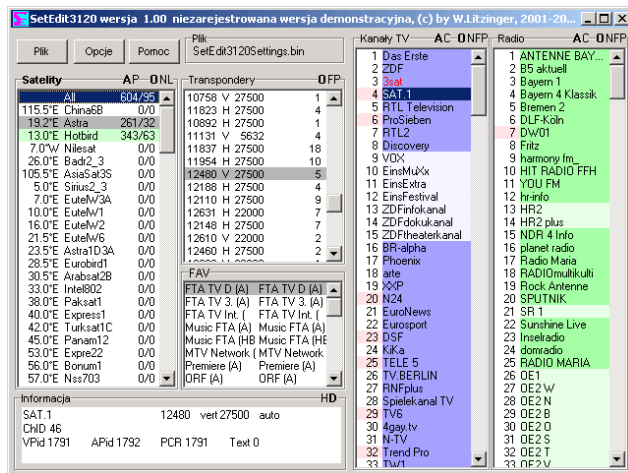 SetEdit3120 wersja 1.00 niezarejestrowana wersja demonstracyjna, (c) by W.Litzinger, 2001-20...
Plik
Opcje
Pomoc
Plik
SetEdit3120Settings.bin
Satelity AP-ONL
All 604/95
115.5°E China6B 0/0
19.2°E Astra 261/32
13.0°E Hotbird 343/63
7.0°W Nilesat 0/0
26.0°E Badr2_3 0/0
105.5°E AsiaSat3S 0/0
5.0°E Sirius2_3 0/0
7.0°E EutelW3A 0/0
10.0°E EutelW1 0/0
16.0°E EutelW2 0/0
21.5°E EutelW6 0/0
23.5°E Astra1D3A 0/0
28.5°E Eurobird1 0/0
30.5°E Arabsat2B 0/0
33.0°E Intel802 0/0
38.0°E Paksat1 0/0
40.0°E Express1 0/0
42.0°E Turksat1C 0/0
45.0°E Panam12 0/0
53.0°E Expre22 0/0
56.0°E Bonum1 0/0
57.0°E Nss703 0/0
Transpondery OFP
10758 V 27500 1
11823 H 27500 4
10892 H 27500 1
11131 V 5632 4
11837 H 27500 18
11954 H 27500 10
12480 V 27500 5
12188 H 27500 4
12110 H 27500 9
12631 H 22000 7
12148 H 27500 7
12610 V 22000 2
12460 H 27500 2
FAV
FTA TV D (A) FTA TV D (A)
FTA TV 3. (A) FTA TV 3. (A)
FTA TV Int. ( FTA TV Int. (
Music FTA (A) Music FTA (A)
Music FTA (HB Music FTA (HB
MTV Network ( MTV Network
Premiere (A) Premiere (A)
ORF (A) ORF (A)
Informacja HD-
SAT.1 12480 vert 27500 auto
ChID 46
VPid 1791 APid 1792 PCR 1791 Text 0
Kanały TV AC-ONFP
1 Das Erste
2 ZDF
3 3sat
4 SAT.1
5 RTL Television
6 ProSieben
7 RTL2
8 Discovery
9 VOX
10 EinsMuXx
11 EinsExtra
12 EinsFestival
13 ZDFinfokanal
14 ZDFdokukanal
15 ZDFtheaterkanal
16 BR-alpha
17 Phoenix
18 arte
19 XXP
20 N24
21 EuroNews
22 Eurosport
23 DSF
24 KiKa
25 TELE 5
26 TV.BERLIN
27 RNFplus
28 Spielekanal TV
29 TV6
30 4gay.tv
31 N-TV
32 Trend Pro
33 TW1
Radio AC-ONFP
1 ANTENNE BAY...
2 B5 aktuell
3 Bayern 1
4 Bayern 4 Klassik
5 Bremen 2
6 DLF-Köln
7 DW01
8 Fritz
9 harmony fm_
10 HIT RADIO FFH
11 YOU FM
12 hr-info
13 HR2
14 HR2 plus
15 NDR 4 Info
16 planet radio
17 Radio Maria
18 RADIOmultikulti
19 Rock Antenne
20 SPUTNIK
21 SR 1
22 Sunshine Live
23 Inselradio
24 domradio
25 RADIO MARIA
26 OE1
27 OE2 W
28 OE2 N
29 OE2 B
30 OE2 O
31 OE2 S
32 OE2 T
33 OE2 V